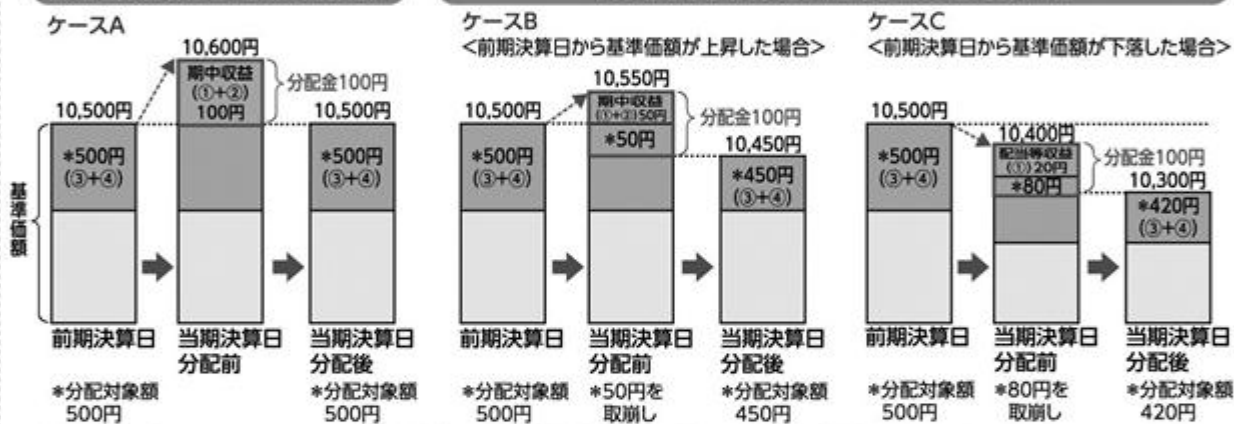 ケースA
10,600円
期中収益
(①+②)
100円
分配金100円
10,500円
10,500円
*500円
(③+④)
*500円
(③+④)
基準価額
前期決算日
当期決算日
分配前
当期決算日
分配後
*分配対象額
500円
*分配対象額
500円
ケースB
<前期決算日から基準価額が上昇した場合>
10,550円
期中収益
(①+②)50円
*50円
分配金100円
10,500円
10,450円
*500円
(③+④)
*450円
(③+④)
前期決算日
当期決算日
分配前
当期決算日
分配後
*分配対象額
500円
*50円を
取崩し
*分配対象額
450円
ケースC
<前期決算日から基準価額が下落した場合>
10,500円
10,400円
配当等収益
(①)20円
*80円
分配金100円
10,300円
*500円
(③+④)
*420円
(③+④)
前期決算日
当期決算日
分配前
当期決算日
分配後
*分配対象額
500円
*80円を
取崩し
*分配対象額
420円